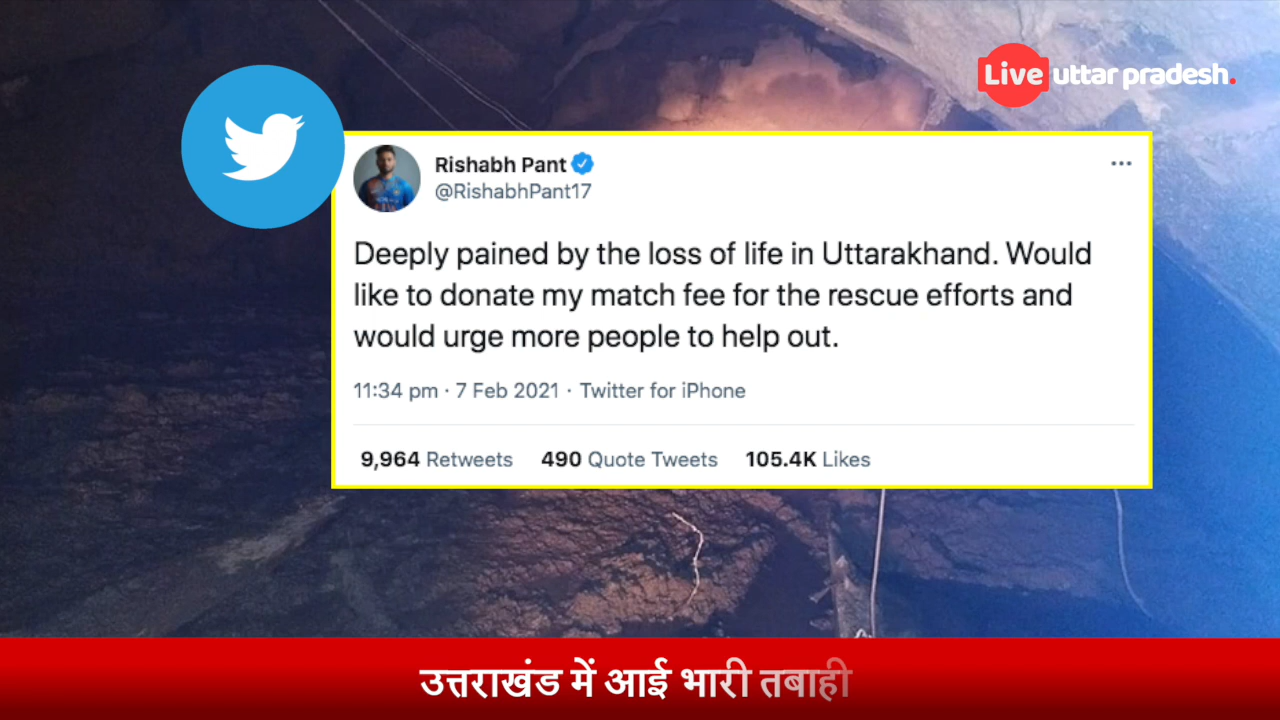 Live uttar pradesh.
Rishabh Pant
@RishabhPant17
Deeply pained by the loss of life in Uttarakhand. Would
like to donate my match fee for the rescue efforts and
would urge more people to help out.
11:34 pm · 7 Feb 2021 · Twitter for iPhone
9,964 Retweets 490 Quote Tweets 105.4K Likes
उत्तराखंड में आई भारी तबाही